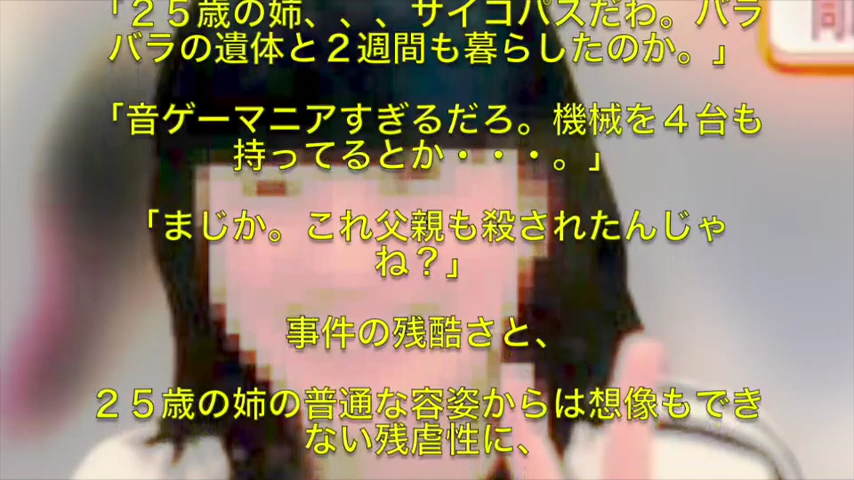 「２５歳の姉、、、サイコパスだわ。バラ
バラの遺体と２週間も暮らしたのか。」
「音ゲーマニアすぎるだろ。機械を４台も
持ってるとか・・・。」
「まじか。これ父親も殺されたんじゃ
ね？」
事件の残酷さと、
２５歳の姉の普通な容姿からは想像もでき
ない残虐性に、